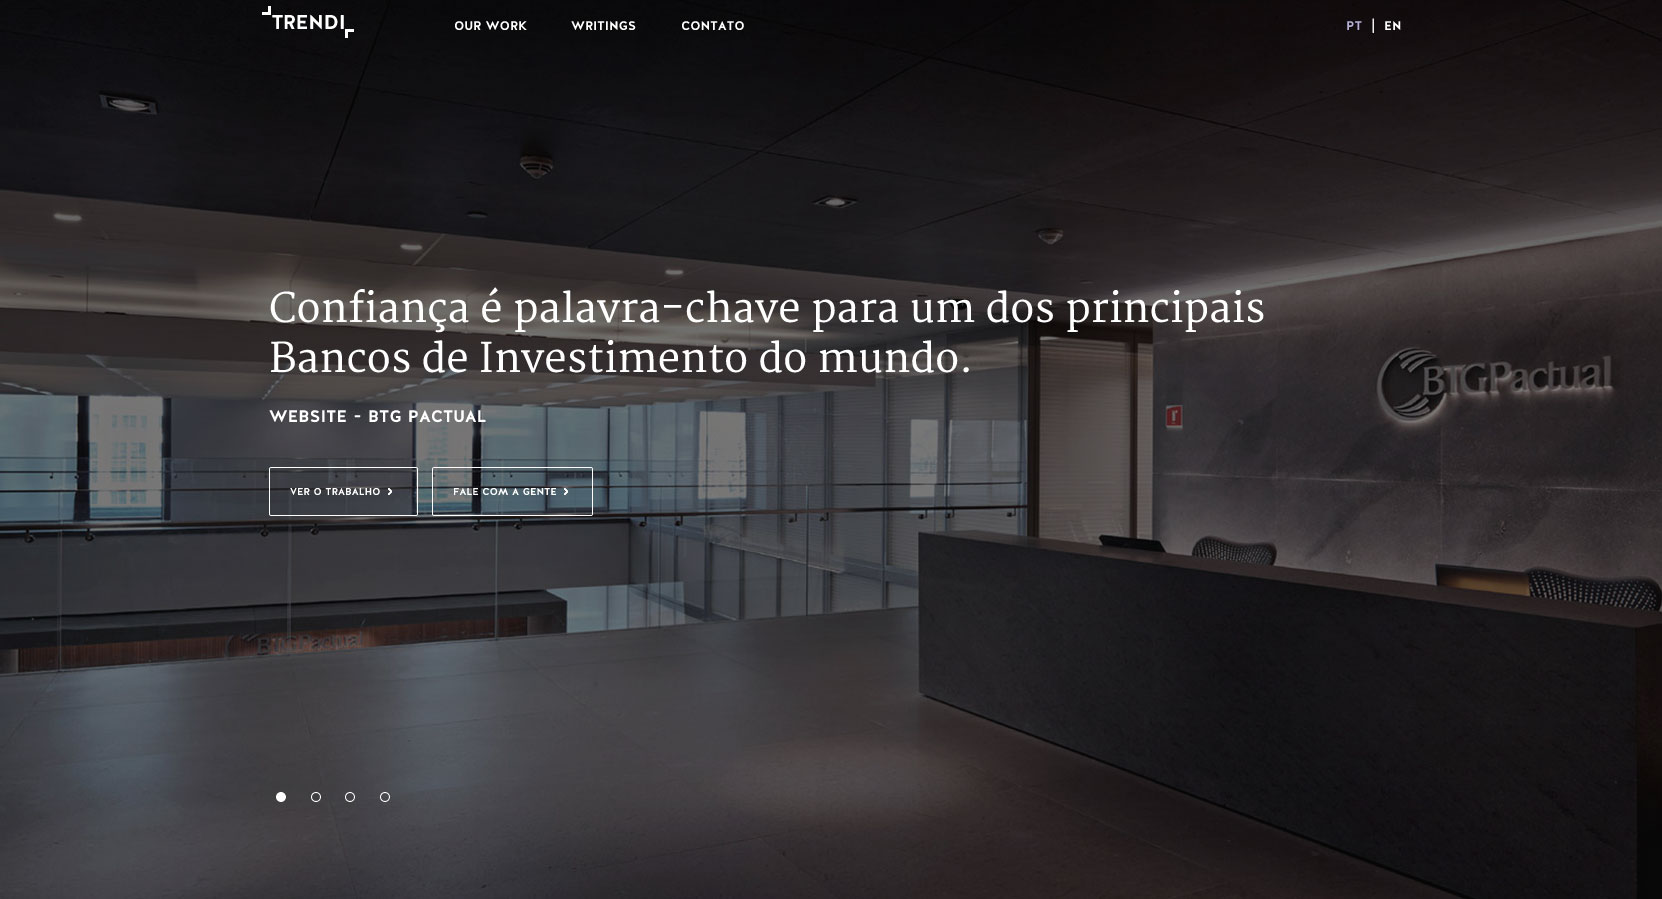 TRENDI
OUR WORK
WRITINGS
CONTATO
PT | EN
Confiança é palavra-chave para um dos principais
Bancos de Investimento do mundo.
BTGPactual
WEBSITE - BTG PACTUAL
VER O TRABALHO >
FALE COM A GENTE >
BTGPactual